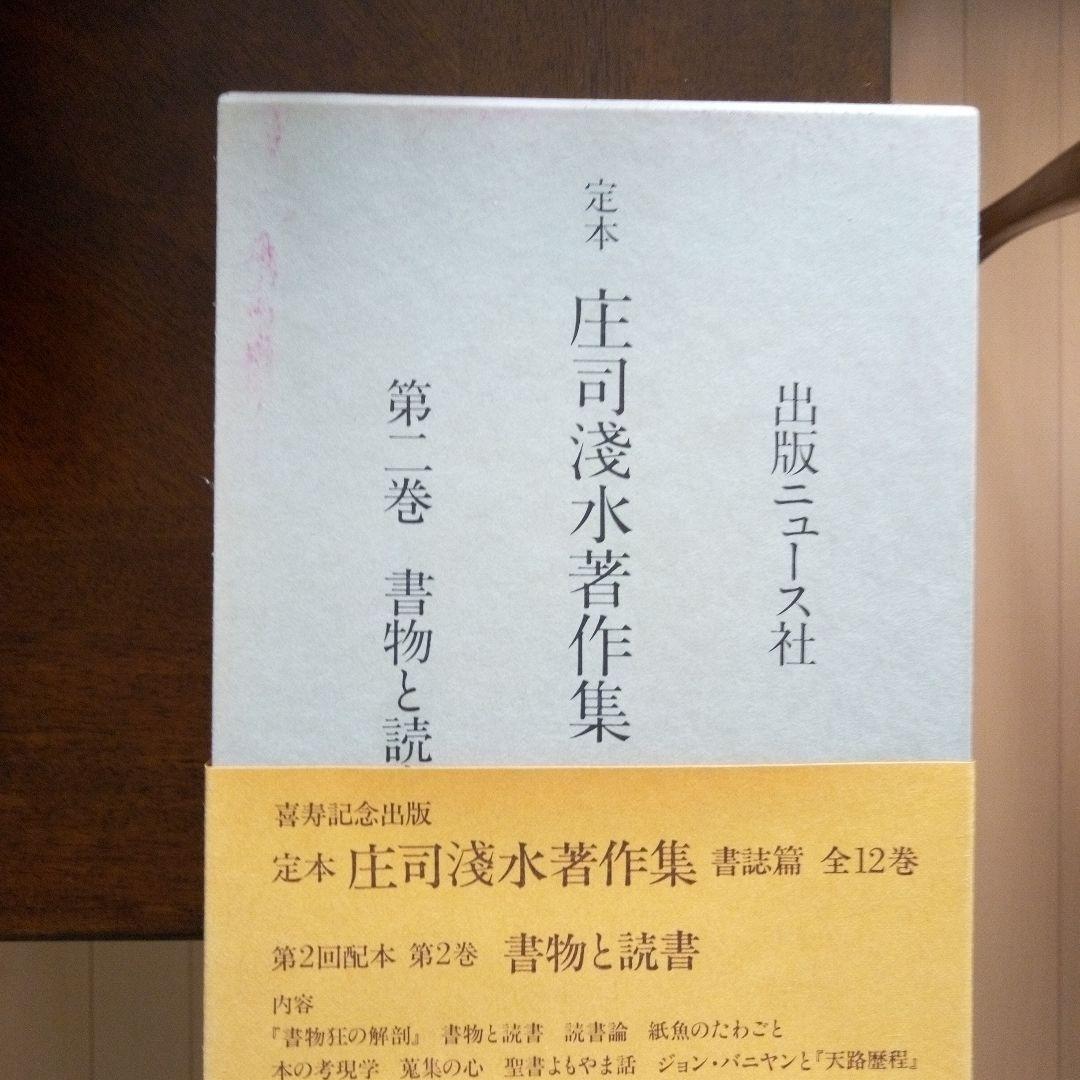 出版ニュース社
定本 庄司淺水著作集
第二巻 書物と読
喜寿記念出版
定本 庄司淺水著作集 書誌篇 全12巻
第2回配本 第2巻 書物と読書
内容
『書物狂の解剖』 書物と読書 読書論 紙魚のたわごと
本の考現学 蒐集の心 聖書よもやま話 ジョン・バニヤンと『天路歴程』